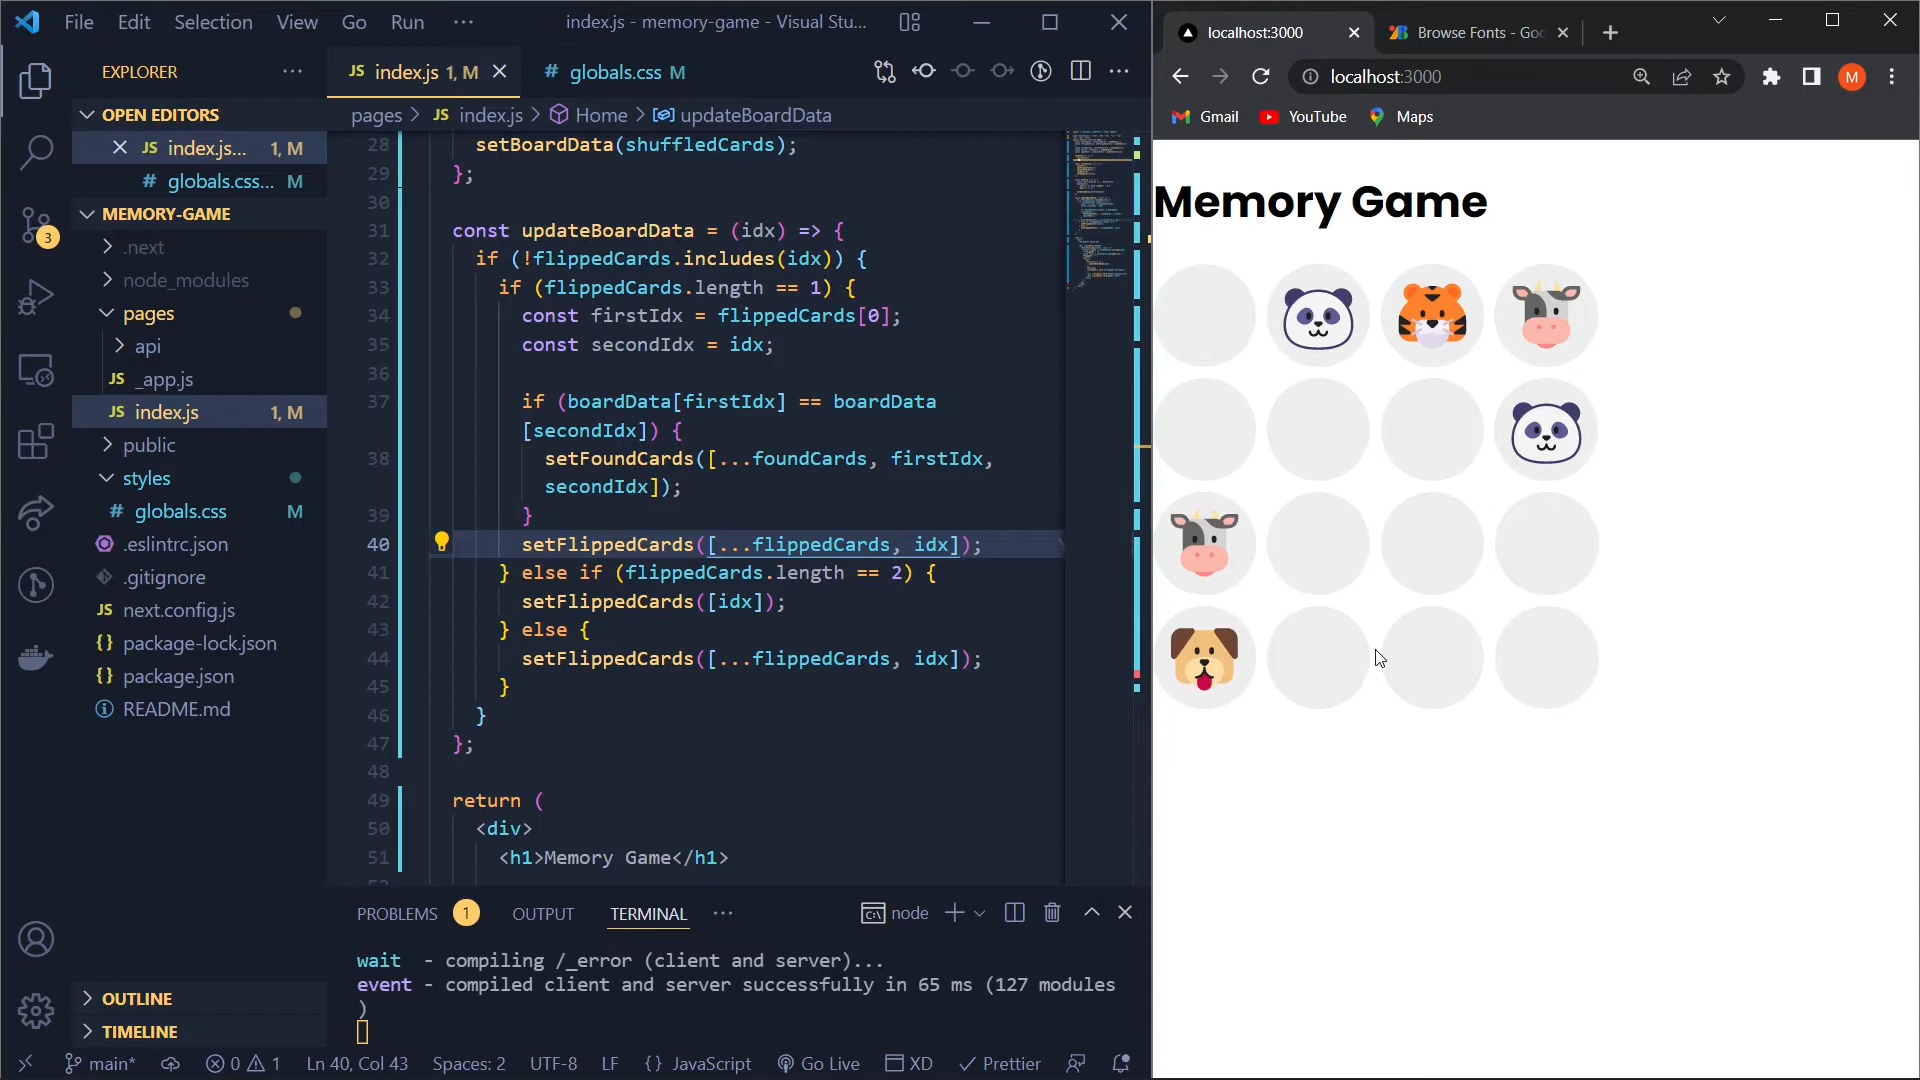 File Edit Selection View Go Run ··· index.js - memory-game - Visual Stu...
EXPLORER ···
OPEN EDITORS
JS index.js... 1, M
# globals.css... M
MEMORY-GAME
.next
node_modules
pages
api
JS _app.js
JS index.js 1, M
public
styles
# globals.css M
.eslintrc.json
.gitignore
JS next.config.js
{} package-lock.json
{} package.json
README.md
OUTLINE
TIMELINE
3
JS index.js 1, M
# globals.css M
pages > JS index.js > Home > updateBoardData
28 setBoardData(shuffledCards);
29 };
30
31 const updateBoardData = (idx) => {
32 if (!flippedCards.includes(idx)) {
33 if (flippedCards.length == 1) {
34 const firstIdx = flippedCards[0];
35 const secondIdx = idx;
36
37 if (boardData[firstIdx] == boardData
[secondIdx]) {
38 setFoundCards([...foundCards, firstIdx,
secondIdx]);
39 }
40 setFlippedCards([...flippedCards, idx]);
41 } else if (flippedCards.length == 2) {
42 setFlippedCards([idx]);
43 } else {
44 setFlippedCards([...flippedCards, idx]);
45 }
46 }
47 };
48
49 return (
50 <div>
51 <h1>Memory Game</h1>
PROBLEMS 1 OUTPUT TERMINAL ··· node
wait - compiling /_error (client and server)...
event - compiled client and server successfully in 65 ms (127 modules
)
main* 0 1 Ln 40, Col 43 Spaces: 2 UTF-8 LF {} JavaScript Go Live XD Prettier
localhost:3000
Browse Fonts - Goo
localhost:3000
M
Gmail YouTube Maps
Memory Game